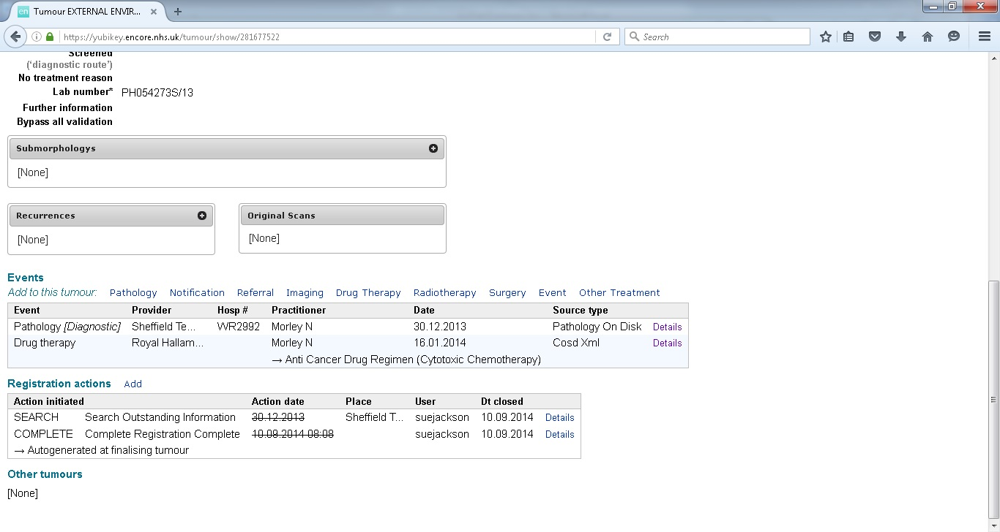 en Tumour EXTERNAL ENVIR...
https://yubikey.encore.nhs.uk/tumour/show/281677522
Search
Screened
('diagnostic route')
No treatment reason
Lab number* PH054273S/13
Further information
Bypass all validation
Submorphologys
[None]
Recurrences
[None]
Original Scans
[None]
Events
Add to this tumour: Pathology Notification Referral Imaging Drug Therapy Radiotherapy Surgery Event Other Treatment
Event Provider Hosp # Practitioner Date Source type
Pathology [Diagnostic] Sheffield Te... WR2992 Morley N 30.12.2013 Pathology On Disk Details
Drug therapy Royal Hallam... Morley N 16.01.2014 Cosd Xml Details
→ Anti Cancer Drug Regimen (Cytotoxic Chemotherapy)
Registration actions Add
Action initiated Action date Place User Dt closed
SEARCH Search Outstanding Information 30.12.2013 Sheffield T... suejackson 10.09.2014 Details
COMPLETE Complete Registration Complete 10.09.2014 08:08 suejackson 10.09.2014 Details
→ Autogenerated at finalising tumour
Other tumours
[None]